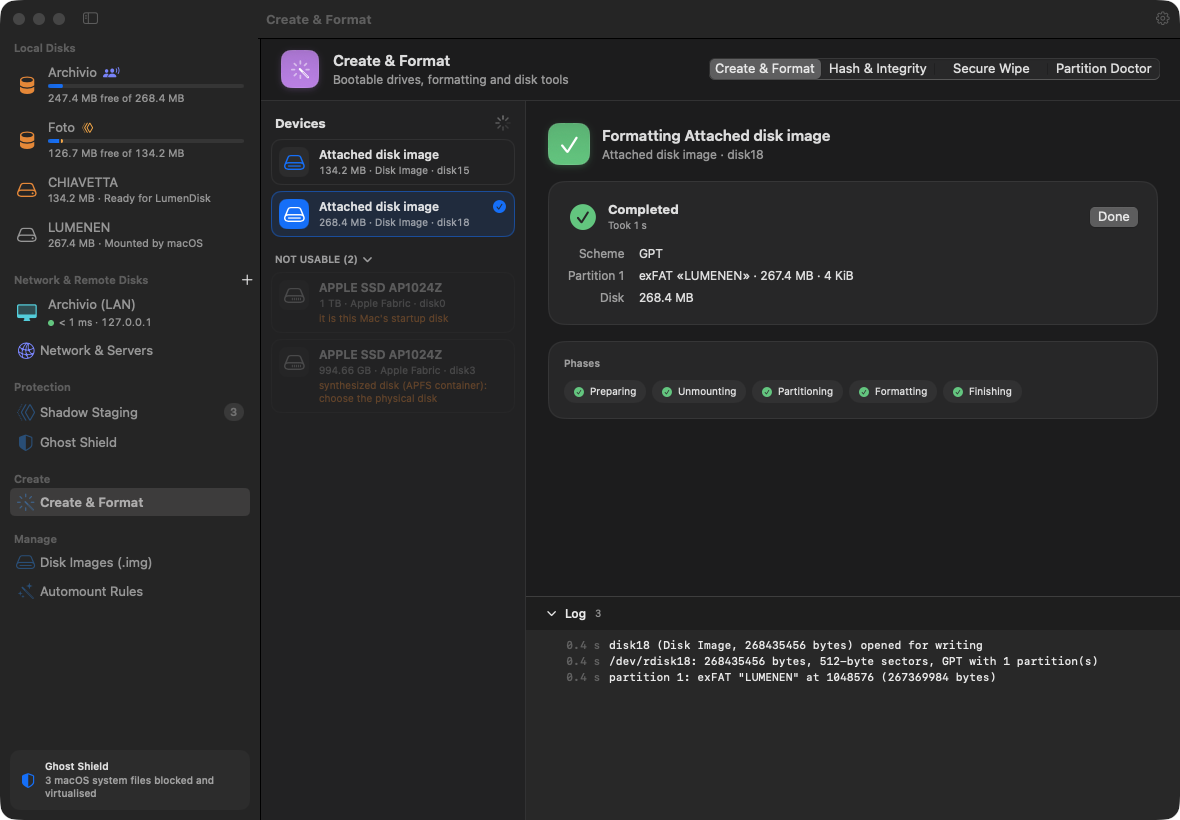 Create & Format
Local Disks
Archivio
247.4 MB free of 268.4 MB
Foto
126.7 MB free of 134.2 MB
CHIAVETTA
134.2 MB · Ready for LumenDisk
LUMENEN
267.4 MB · Mounted by macOS
Network & Remote Disks
Archivio (LAN)
< 1 ms · 127.0.0.1
Network & Servers
Protection
Shadow Staging 3
Ghost Shield
Create
Create & Format
Manage
Disk Images (.img)
Automount Rules
Ghost Shield
3 macOS system files blocked and
virtualised
Create & Format
Bootable drives, formatting and disk tools
Create & Format Hash & Integrity Secure Wipe Partition Doctor
Devices
Attached disk image
134.2 MB · Disk Image · disk15
Attached disk image
268.4 MB · Disk Image · disk18
NOT USABLE (2)
APPLE SSD AP1024Z
1 TB · Apple Fabric · disk0
it is this Mac's startup disk
APPLE SSD AP1024Z
994.66 GB · Apple Fabric · disk3
synthesized disk (APFS container):
choose the physical disk
Formatting Attached disk image
Attached disk image · disk18
Completed
Took 1 s
Done
Scheme GPT
Partition 1 exFAT «LUMENEN» · 267.4 MB · 4 KiB
Disk 268.4 MB
Phases
Preparing Unmounting Partitioning Formatting Finishing
Log 3
0.4 s disk18 (Disk Image, 268435456 bytes) opened for writing
0.4 s /dev/rdisk18: 268435456 bytes, 512-byte sectors, GPT with 1 partition(s)
0.4 s partition 1: exFAT "LUMENEN" at 1048576 (267369984 bytes)